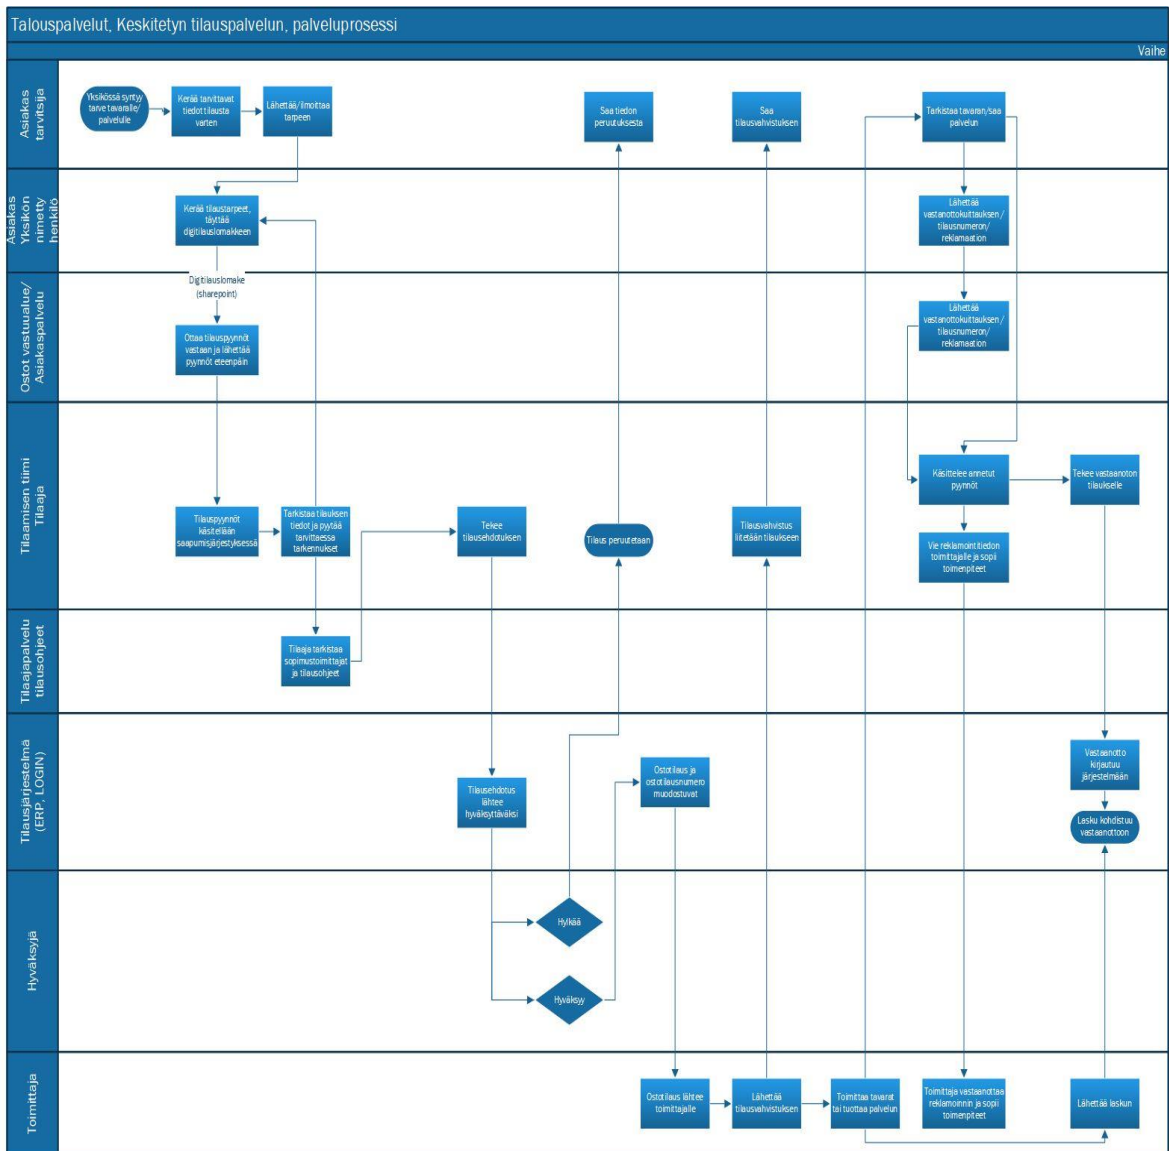 Talouspalvelut, Keskitetyn tilauspalvelun, palveluprosessi
Vaihe
Asiakas
tarvitsija
Yksikössä syntyy
tarve tavaralle/
palvelulle
Kerää tarvittavat
tiedot tilausta
varten
Lähettää/ilmoittaa
tarpeen
Saa tiedon
peruutuksesta
Saa
tilausvahvistuksen
Tarkistaa tavaran/saa
palvelun
Asiakas
Yksikön
nimetty
henkilö
Kerää tilaustarpeet,
täyttää
digitilauslomakkeen
Lähettää
vastanottokuittauksen /
tilausnumeron/
reklamaation
Digitilauslomake
(sharepoint)
Ostot vastuualue/
Asiakaspalvelu
Ottaa tilauspyynnöt
vastaan ja lähettää
pyynnöt eteenpäin
Lähettää
vastanottokuittauksen /
tilausnumeron/
reklamaation
Tilaamisen tiimi
Tilaaja
Tilauspyynnöt
käsitellään
saapumisjärjestyksessä
Tarkistaa tilauksen
tiedot ja pyytää
tarvittaessa
tarkennukset
Tekee
tilausehdotuksen
Tilaus peruutetaan
Tilausvahvistus
liitetään tilaukseen
Käsittelee annetut
pyynnöt
Tekee vastaanoton
tilaukselle
Vie reklamointitiedon
toimittajalle ja sopii
toimenpiteet
Tilaajapalvelu
tilausohjeet
Tilaaja tarkistaa
sopimustoimittajat
ja tilausohjeet
Tilausjärjestelmä
(ERP, LOGIN)
Tilausehdotus
lähtee
hyväksyttäväksi
Ostotilaus ja
ostotilausnumero
muodostuvat
Vastaanotto
kirjautuu
järjestelmään
Lasku kohdistuu
vastaanottoon
Hyväksyjä
Hylkää
Hyväksyy
Toimittaja
Ostotilaus lähtee
toimittajalle
Lähettää
tilausvahvistuksen
Toimittaa tavarat
tai tuottaa palvelun
Toimittaja vastaanottaa
reklamoinnin ja sopii
toimenpiteet
Lähettää laskun